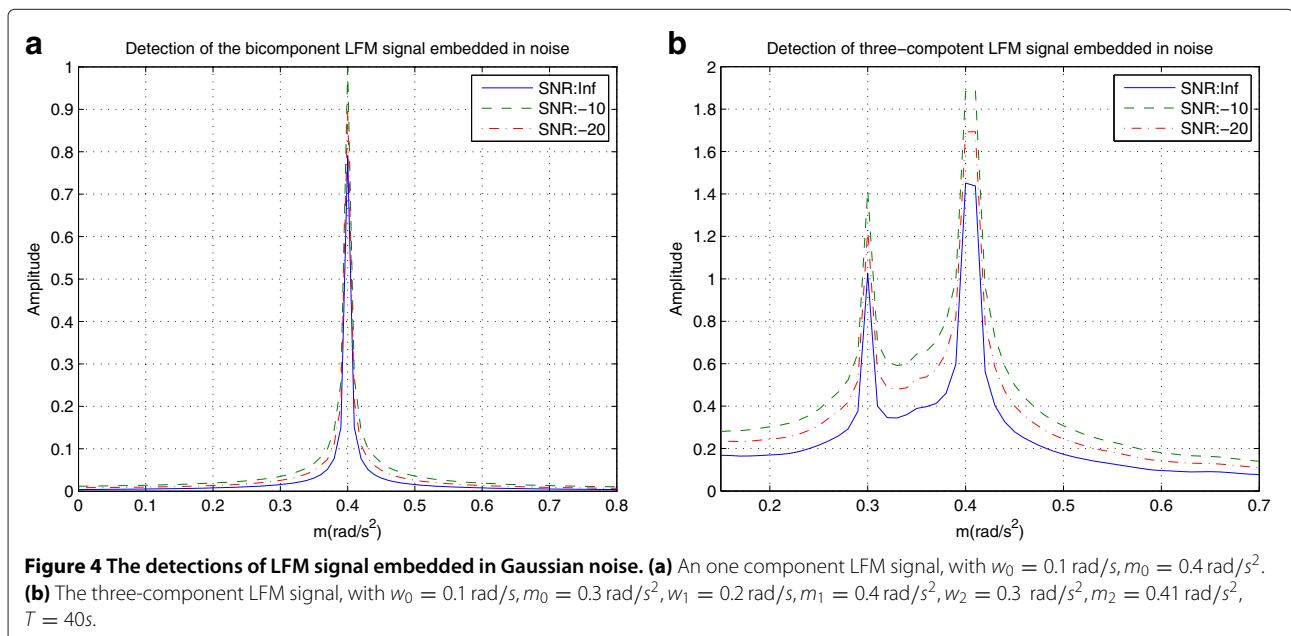 a
Detection of the bicomponent LFM signal embedded in noise
1
0.9
0.8
0.7
0.6
0.5
0.4
0.3
0.2
0.1
0
Amplitude
SNR:Inf
SNR:-10
SNR:-20
0 0.1 0.2 0.3 0.4 0.5 0.6 0.7 0.8
m(rad/s²)
b
Detection of three-compotent LFM signal embedded in noise
2
1.8
1.6
1.4
1.2
1
0.8
0.6
0.4
0.2
0
Amplitude
SNR:Inf
SNR:-10
SNR:-20
0.2 0.3 0.4 0.5 0.6 0.7
m(rad/s²)
Figure 4 The detections of LFM signal embedded in Gaussian noise. (a) An one component LFM signal, with w₀ = 0.1 rad/s, m₀ = 0.4 rad/s².
(b) The three-component LFM signal, with w₀ = 0.1 rad/s, m₀ = 0.3 rad/s², w₁ = 0.2 rad/s, m₁ = 0.4 rad/s², w₂ = 0.3 rad/s², m₂ = 0.41 rad/s²,
T = 40s.